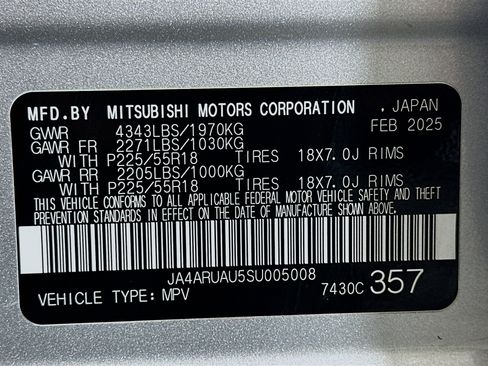 MFD.BY MITSUBISHI MOTORS CORPORATION . JAPAN
GVWR 4343LBS/1970KG FEB 2025
GAWR FR 2271LBS/1030KG
WITH P225/55R18 TIRES 18X7.0J RIMS
GAWR RR 2205LBS/1000KG
WITH P225/55R18 TIRES 18X7.0J RIMS
THIS VEHICLE CONFORMS TO ALL APPLICABLE FEDERAL MOTOR VEHICLE SAFETY AND THEFT
PREVENTION STANDARDS IN EFFECT ON THE DATE OF MANUFACTURE SHOWN ABOVE.
JA4ARUAU5SU005008
VEHICLE TYPE: MPV 7430C 357